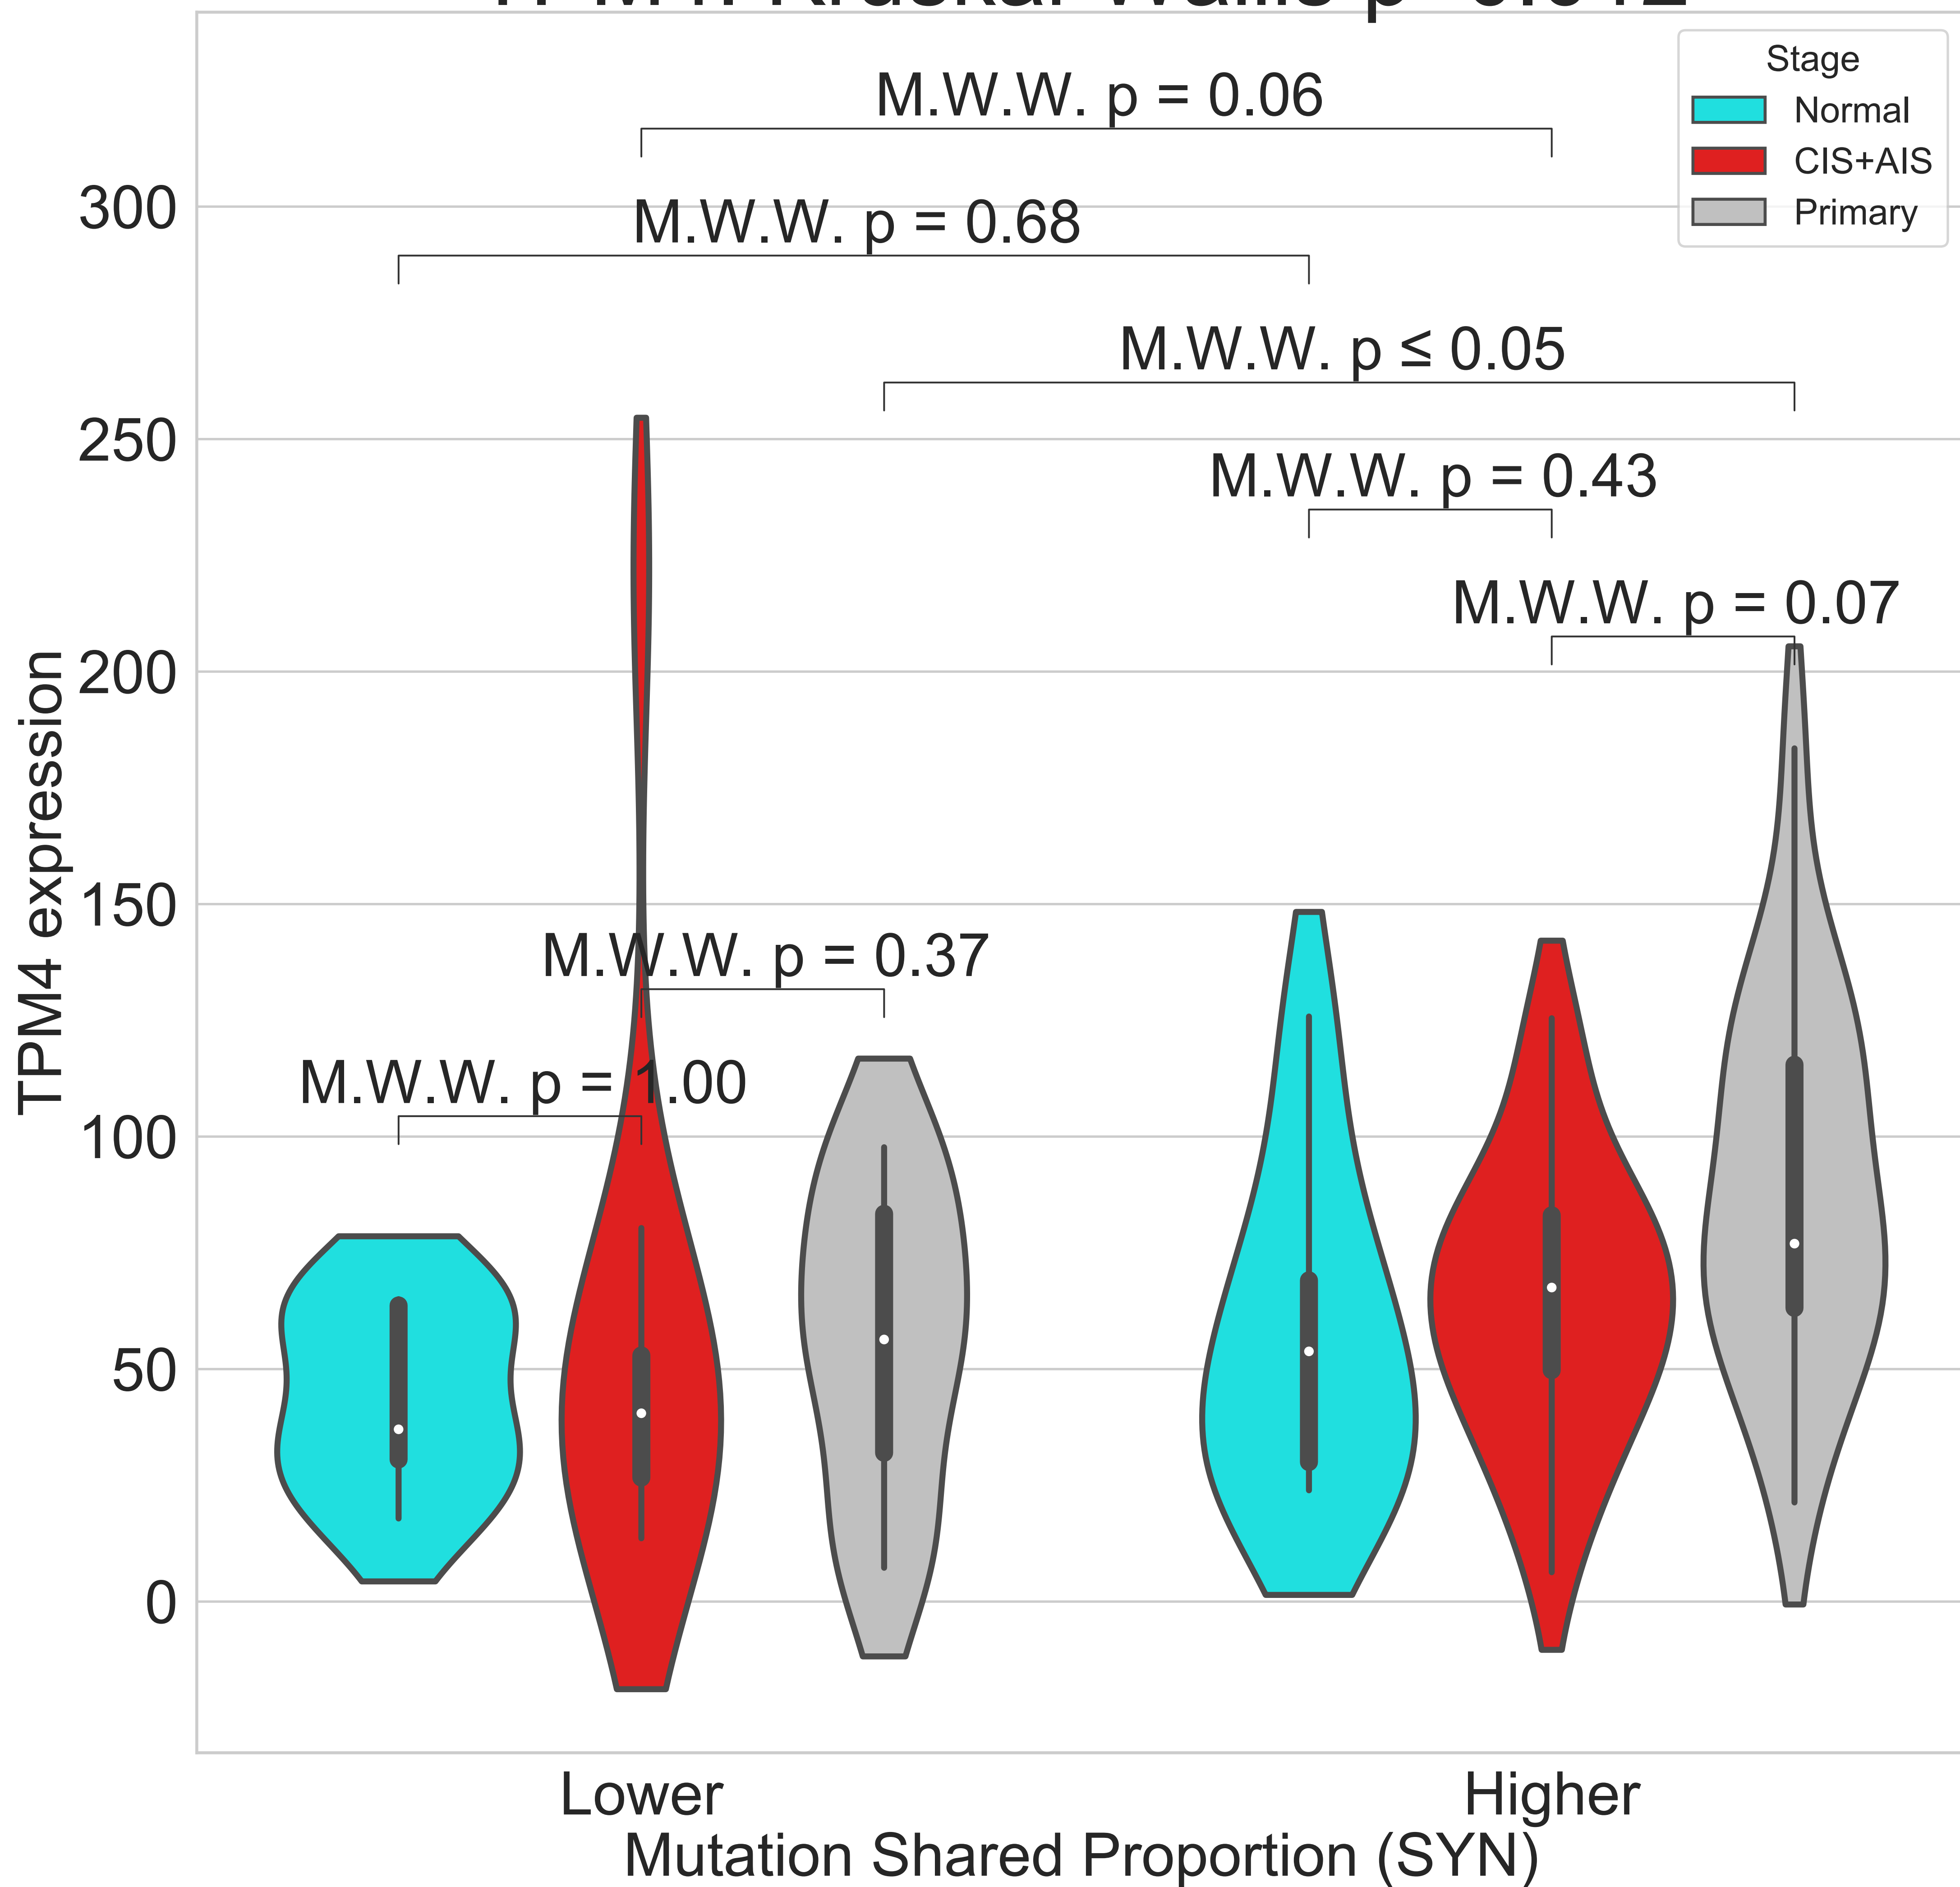 Stage
Normal
CIS+AIS
Primary
M.W.W. p = 0.06
M.W.W. p = 0.68
M.W.W. p ≤ 0.05
M.W.W. p = 0.43
M.W.W. p = 0.07
M.W.W. p = 0.37
M.W.W. p = 1.00
300
250
200
150
100
50
0
TPM4 expression
Lower
Higher
Mutation Shared Proportion (SYN)